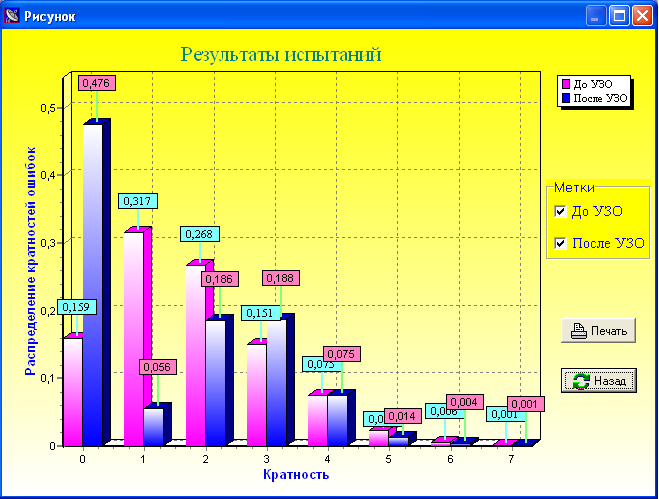 Рисунок
Результаты испытаний
До УЗО
После УЗО
Распределение кратностей ошибок
0,5
0,4
0,3
0,2
0,1
0
0,476
0,317
0,268
0,186
0,188
0,159
0,151
0,056
0,075
0,075
0,014
0,006
0,004
0,001
0,001
0 1 2 3 4 5 6 7
Кратность
Метки
До УЗО
После УЗО
Печать
Назад